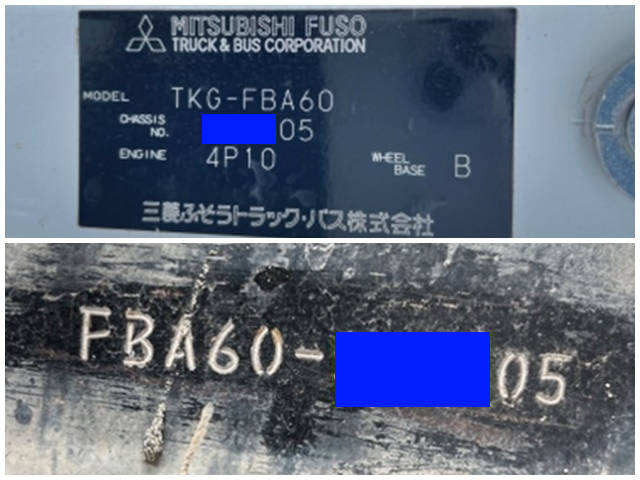 MITSUBISHI FUSO
TRUCK & BUS CORPORATION
MODEL TKG-FBA60
CHASSIS NO. 05
ENGINE 4P10 WHEEL BASE B
三菱ふそうトラック・バス株式会社
FBA60- 05